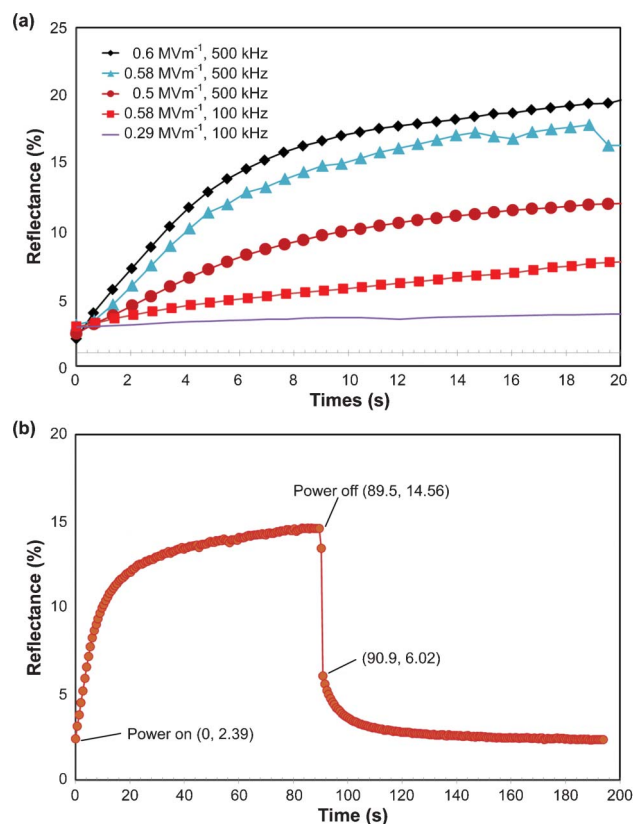 (a)
25
20
15
10
5
0
Reflectance (%)
0.6 MVm⁻¹, 500 kHz
0.58 MVm⁻¹, 500 kHz
0.5 MVm⁻¹, 500 kHz
0.58 MVm⁻¹, 100 kHz
0.29 MVm⁻¹, 100 kHz
0 2 4 6 8 10 12 14 16 18 20
Times (s)
(b)
20
15
10
5
0
Reflectance (%)
Power off (89.5, 14.56)
(90.9, 6.02)
Power on (0, 2.39)
0 20 40 60 80 100 120 140 160 180 200
Time (s)